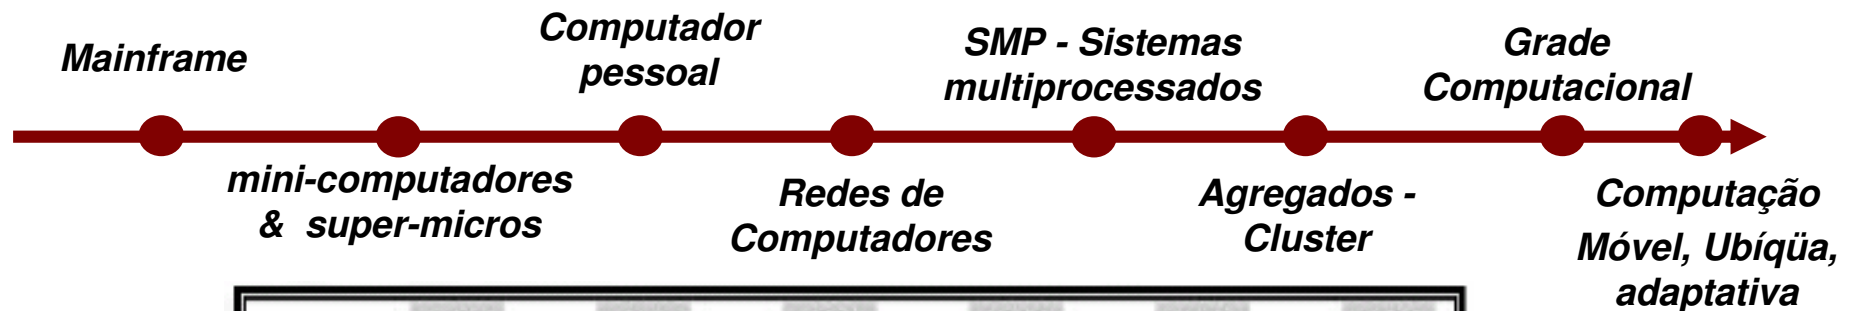 Mainframe
mini-computadores
& super-micros
Computador
pessoal
Redes de
Computadores
SMP - Sistemas
multiprocessados
Agregados -
Cluster
Grade
Computacional
Computação
Móvel, Ubíqüa,
adaptativa